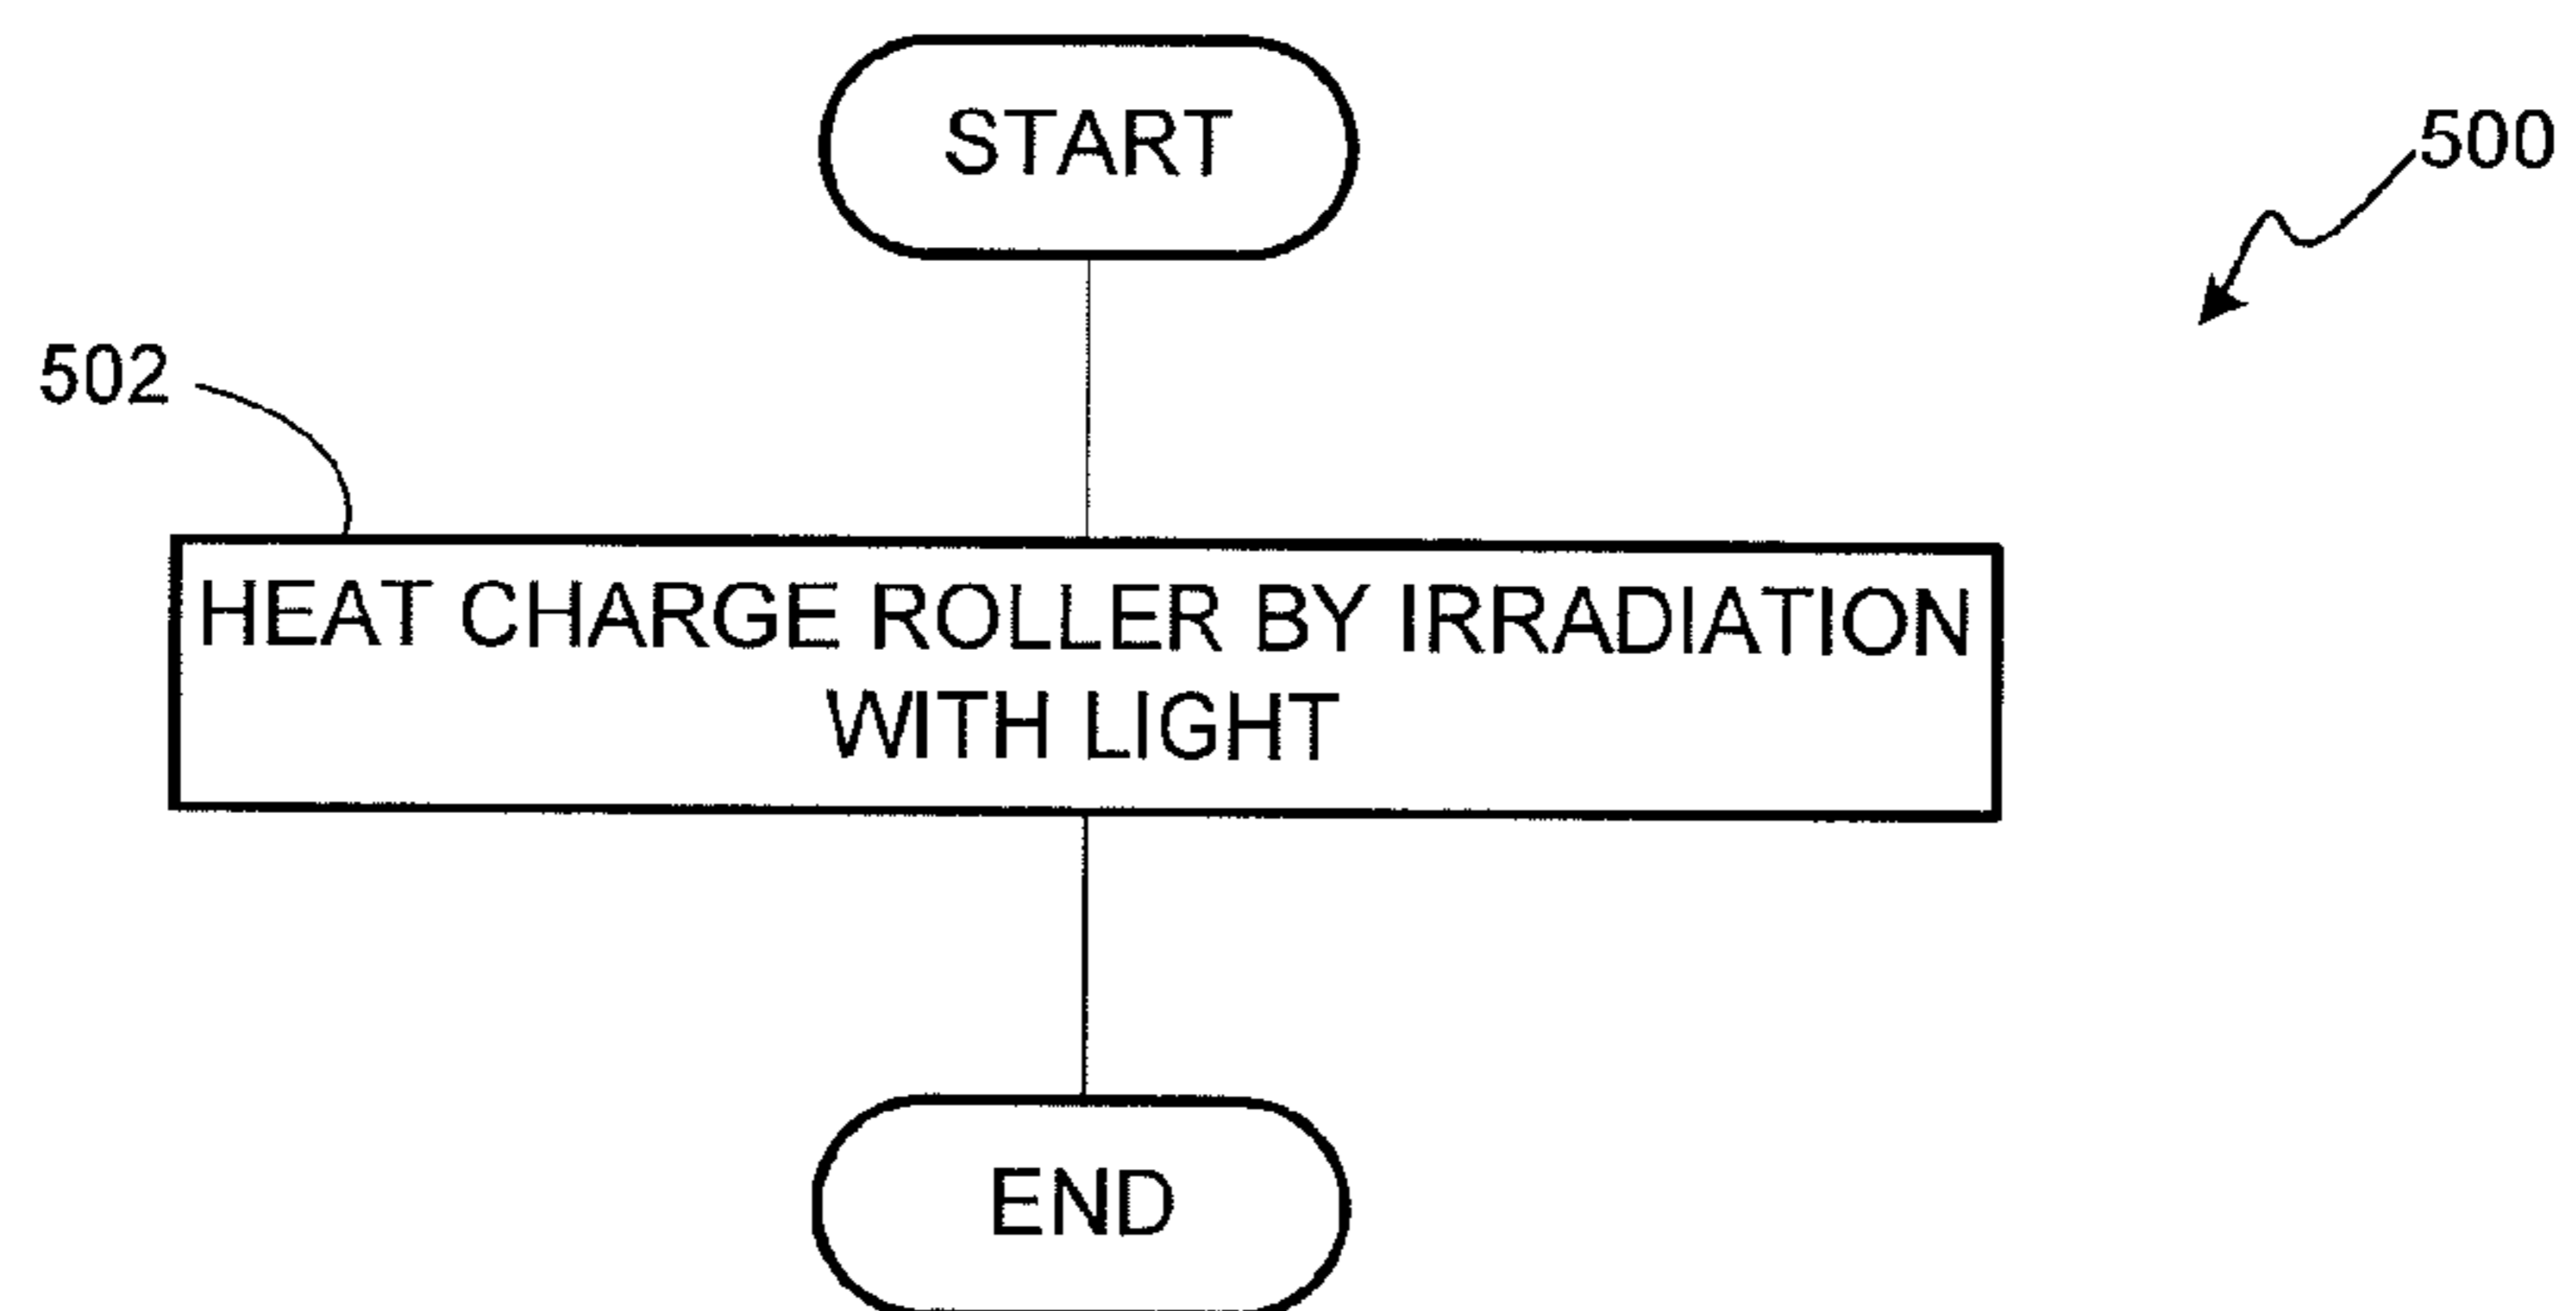 START
500
502
HEAT CHARGE ROLLER BY IRRADIATION
WITH LIGHT
END